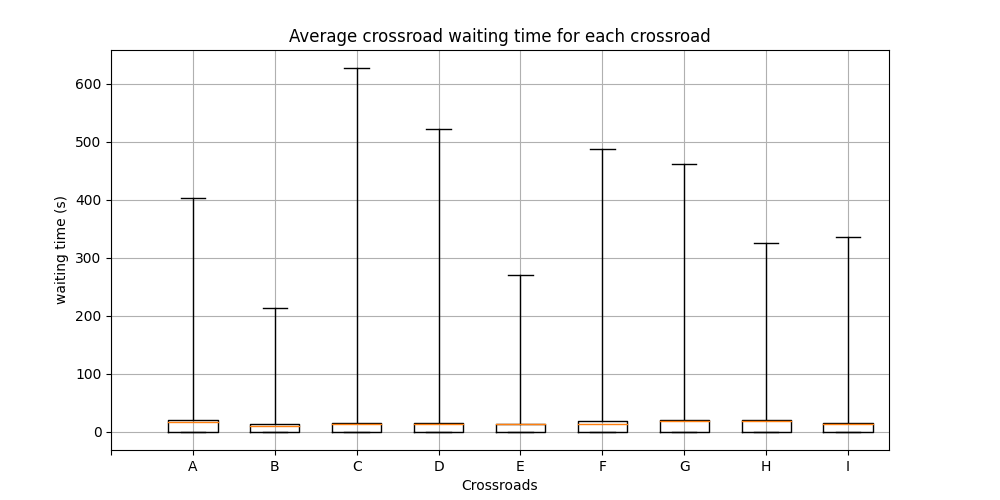 Average crossroad waiting time for each crossroad
waiting time (s)
600
500
400
300
200
100
0
A B C D E F G H I
Crossroads